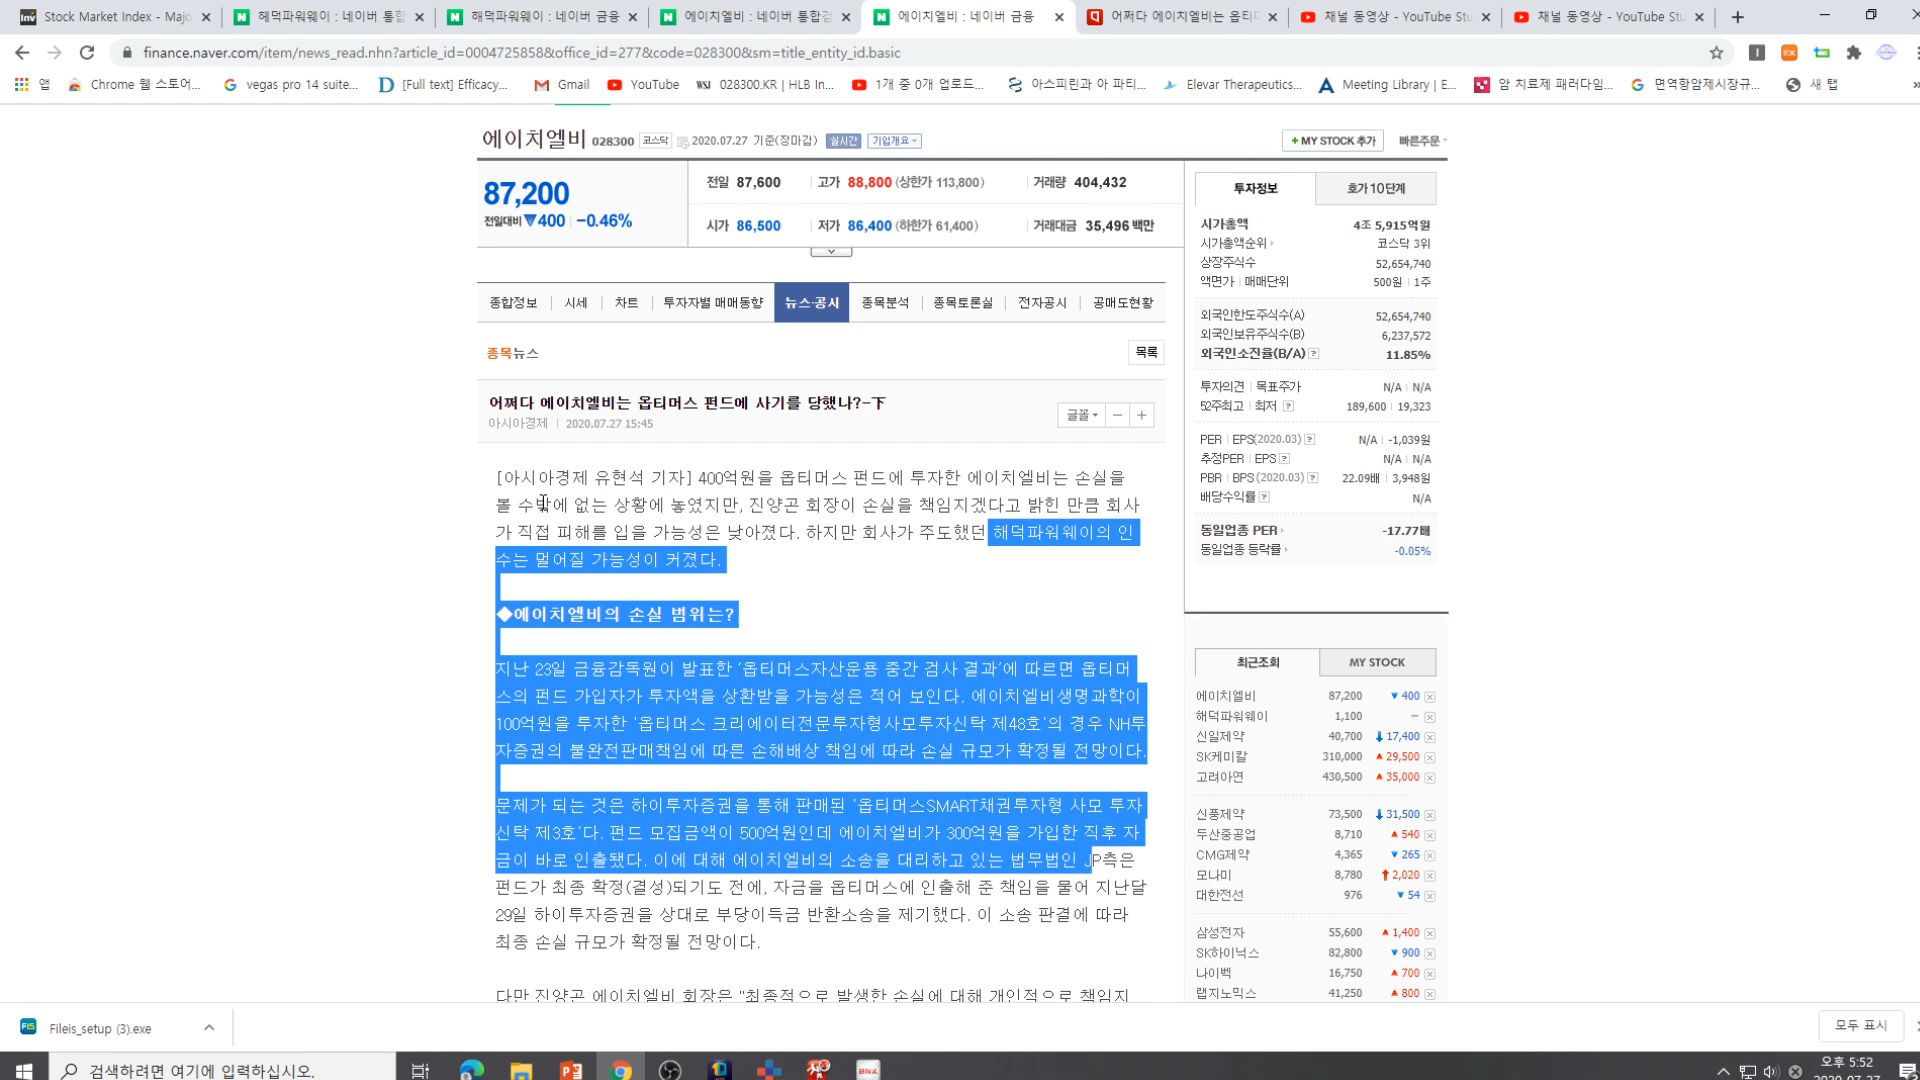 Stock Market Index - Majo
헤덕파워웨이 : 네이버 통합
해덕파워웨이 : 네이버 금융
에이치엘비 : 네이버 통합검
에이치엘비 : 네이버 금융
어쩌다 에이치엘비는 옵티머
채널 동영상 - YouTube Stu
채널 동영상 - YouTube Stu
finance.naver.com/item/news_read.nhn?article_id=0004725858&office_id=277&code=028300&sm=title_entity_id.basic
앱
Chrome 웹 스토어...
vegas pro 14 suite...
[Full text] Efficacy...
Gmail
YouTube
WSJ 028300.KR | HLB In...
1개 중 0개 업로드...
아스피린과 아 파티...
Elevar Therapeutics...
Meeting Library | E...
암 치료제 패러다임...
면역항암제시장규...
새 탭
에이치엘비 028300 코스닥 2020.07.27 기준(장마감) 실시간 기업개요
+ MY STOCK 추가 빠른주문
87,200
전일대비 ▼400 | −0.46%
전일 87,600 고가 88,800 (상한가 113,800) 거래량 404,432
시가 86,500 저가 86,400 (하한가 61,400) 거래대금 35,496 백만
종합정보 시세 차트 투자자별 매매동향 뉴스·공시 종목분석 종목토론실 전자공시 공매도현황
종목뉴스
목록
어쩌다 에이치엘비는 옵티머스 펀드에 사기를 당했나?-下
아시아경제 | 2020.07.27 15:45
글꼴 − +
[아시아경제 유현석 기자] 400억원을 옵티머스 펀드에 투자한 에이치엘비는 손실을
볼 수밖에 없는 상황에 놓였지만, 진양곤 회장이 손실을 책임지겠다고 밝힌 만큼 회사
가 직접 피해를 입을 가능성은 낮아졌다. 하지만 회사가 주도했던 해덕파워웨이의 인
수는 멀어질 가능성이 커졌다.
◆에이치엘비의 손실 범위는?
지난 23일 금융감독원이 발표한 '옵티머스자산운용 중간 검사 결과'에 따르면 옵티머
스의 펀드 가입자가 투자액을 상환받을 가능성은 적어 보인다. 에이치엘비생명과학이
100억원을 투자한 '옵티머스 크리에이터전문투자형사모투자신탁 제48호'의 경우 NH투
자증권의 불완전판매책임에 따른 손해배상 책임에 따라 손실 규모가 확정될 전망이다.
문제가 되는 것은 하이투자증권을 통해 판매된 '옵티머스SMART채권투자형 사모 투자
신탁 제3호'다. 펀드 모집금액이 500억원인데 에이치엘비가 300억원을 가입한 직후 자
금이 바로 인출됐다. 이에 대해 에이치엘비의 소송을 대리하고 있는 법무법인 JP측은
펀드가 최종 확정(결성)되기도 전에, 자금을 옵티머스에 인출해 준 책임을 물어 지난달
29일 하이투자증권을 상대로 부당이득금 반환소송을 제기했다. 이 소송 판결에 따라
최종 손실 규모가 확정될 전망이다.
다만 진양곤 에이치엘비 회장은 "최종적으로 발생한 손실에 대해 개인적으로 책임지
투자정보 호가10단계
시가총액 4조 5,915억원
시가총액순위 코스닥 3위
상장주식수 52,654,740
액면가 | 매매단위 500원 | 1주
외국인한도주식수(A) 52,654,740
외국인보유주식수(B) 6,237,572
외국인소진율(B/A) ? 11.85%
투자의견 | 목표주가 N/A | N/A
52주최고 | 최저 ? 189,600 | 19,323
PER | EPS(2020.03) ? N/A | -1,039원
추정PER | EPS ? N/A | N/A
PBR | BPS (2020.03) ? 22.09배 | 3,948원
배당수익률 ? N/A
동일업종 PER -17.77배
동일업종 등락률 -0.05%
최근조회 MY STOCK
에이치엘비 87,200 ▼ 400
해덕파워웨이 1,100 −
신일제약 40,700 ↓ 17,400
SK케미칼 310,000 ▲ 29,500
고려아연 430,500 ▲ 35,000
신풍제약 73,500 ↓ 31,500
두산중공업 8,710 ▲ 540
CMG제약 4,365 ▼ 265
모나미 8,780 ↑ 2,020
대한전선 976 ▼ 54
삼성전자 55,600 ▲ 1,400
SK하이닉스 82,800 ▼ 900
나이벡 16,750 ▲ 700
랩지노믹스 41,250 ▲ 800
Fileis_setup (3).exe
모두 표시
검색하려면 여기에 입력하십시오.
오후 5:52
2020-07-27